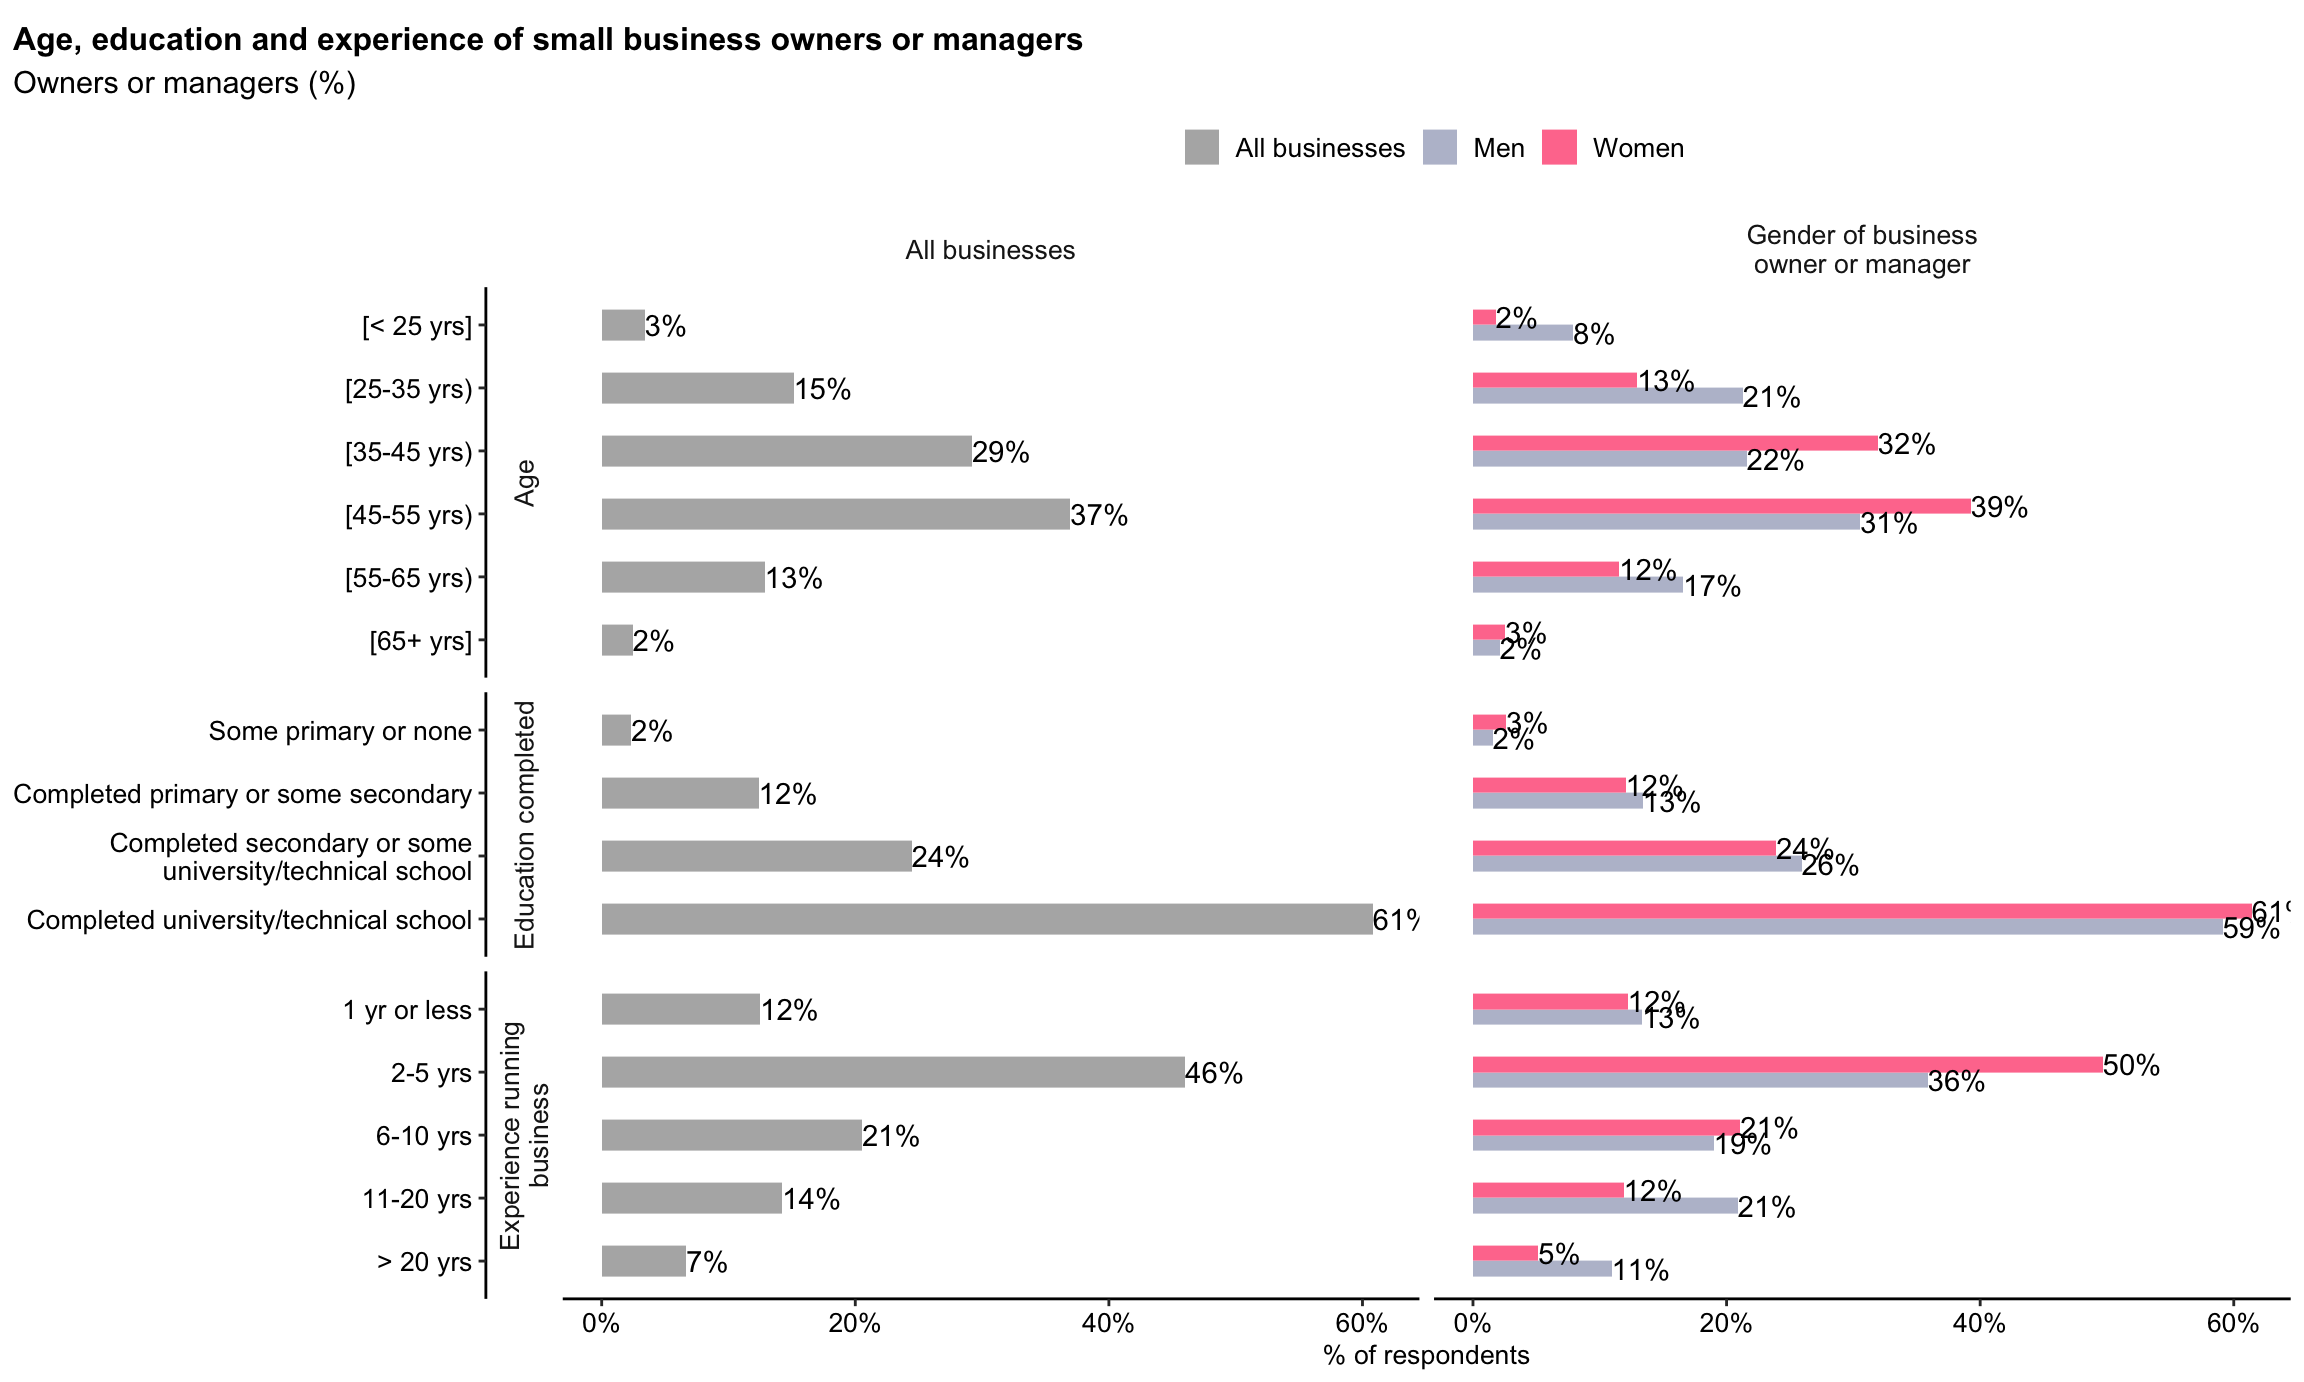 Age, education and experience of small business owners or managers
Owners or managers (%)
All businesses Men Women
All businesses
Gender of business
owner or manager
Age
[< 25 yrs] 3% 2% 8%
[25-35 yrs) 15% 13% 21%
[35-45 yrs) 29% 32% 22%
[45-55 yrs) 37% 39% 31%
[55-65 yrs) 13% 12% 17%
[65+ yrs] 2% 3% 2%
Education completed
Some primary or none 2% 3% 2%
Completed primary or some secondary 12% 12% 13%
Completed secondary or some
university/technical school 24% 24% 26%
Completed university/technical school 61% 61% 59%
Experience running
business
1 yr or less 12% 12% 13%
2-5 yrs 46% 50% 36%
6-10 yrs 21% 21% 19%
11-20 yrs 14% 12% 21%
> 20 yrs 7% 5% 11%
0% 20% 40% 60% 0% 20% 40% 60%
% of respondents